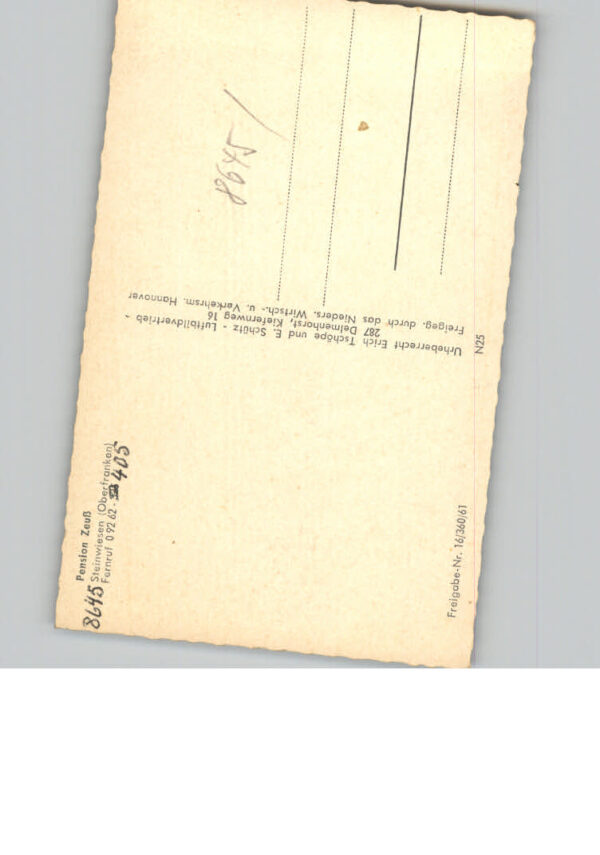 Pension Zeuß
8645 Steinwiesen (Oberfranken)
Fernruf 0 92 62 - 405
Freigabe-Nr. 16/360/61
N25
Urheberrecht Erich Tschöpe und E. Schütz - Luftbildvertrieb -
287 Delmenhorst, Kiefernweg 16
Freigeg. durch das Nieders. Wirtsch.- u. Verkehrsm. Hannover
8645